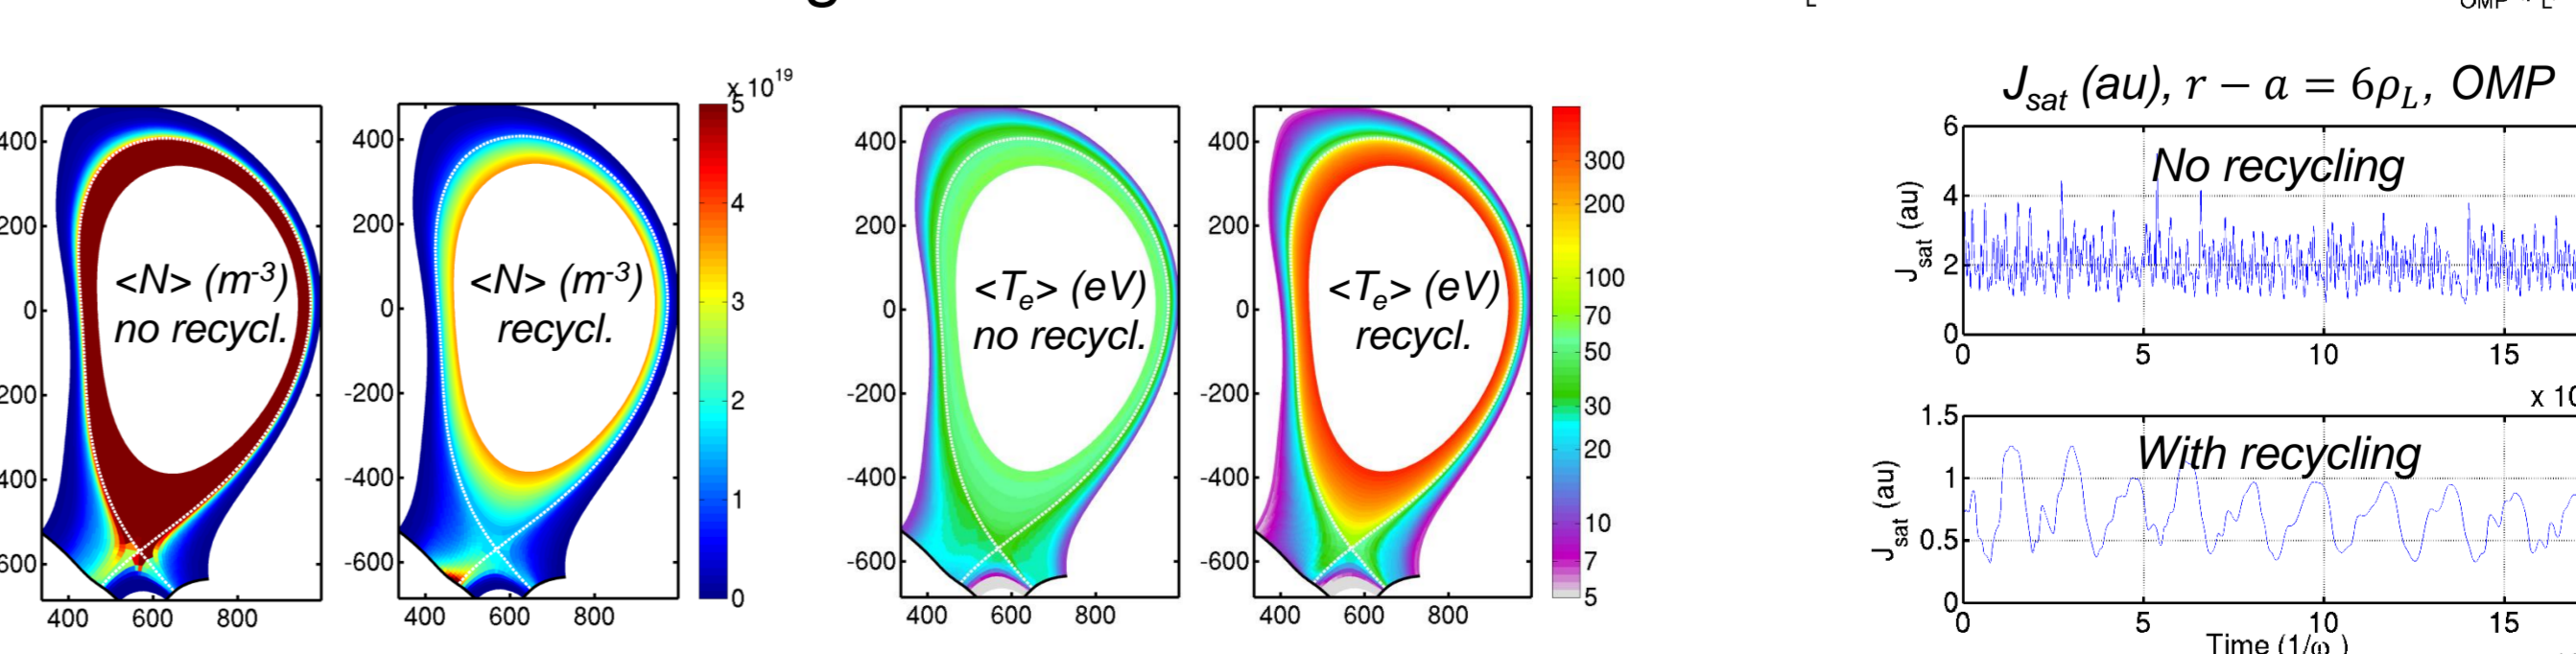 g
L
OMP L
x 10^19
J_sat (au), r − a = 6ρ_L, OMP
<N> (m^-3)
no recycl.
<N> (m^-3)
recycl.
<T_e> (eV)
no recycl.
<T_e> (eV)
recycl.
400
200
0
200
400
600
400 600 800
400
200
0
-200
-400
-600
400 600 800
5
4
3
2
1
0
400
200
0
-200
-400
-600
400 600 800
400
200
0
-200
-400
-600
400 600 800
300
200
100
70
50
30
20
10
7
5
No recycling
J_sat (au)
6
4
2
0
0 5 10 15
x 10
With recycling
J_sat (au)
1.5
1
0.5
0
0 5 10 15
Time (1/ω )